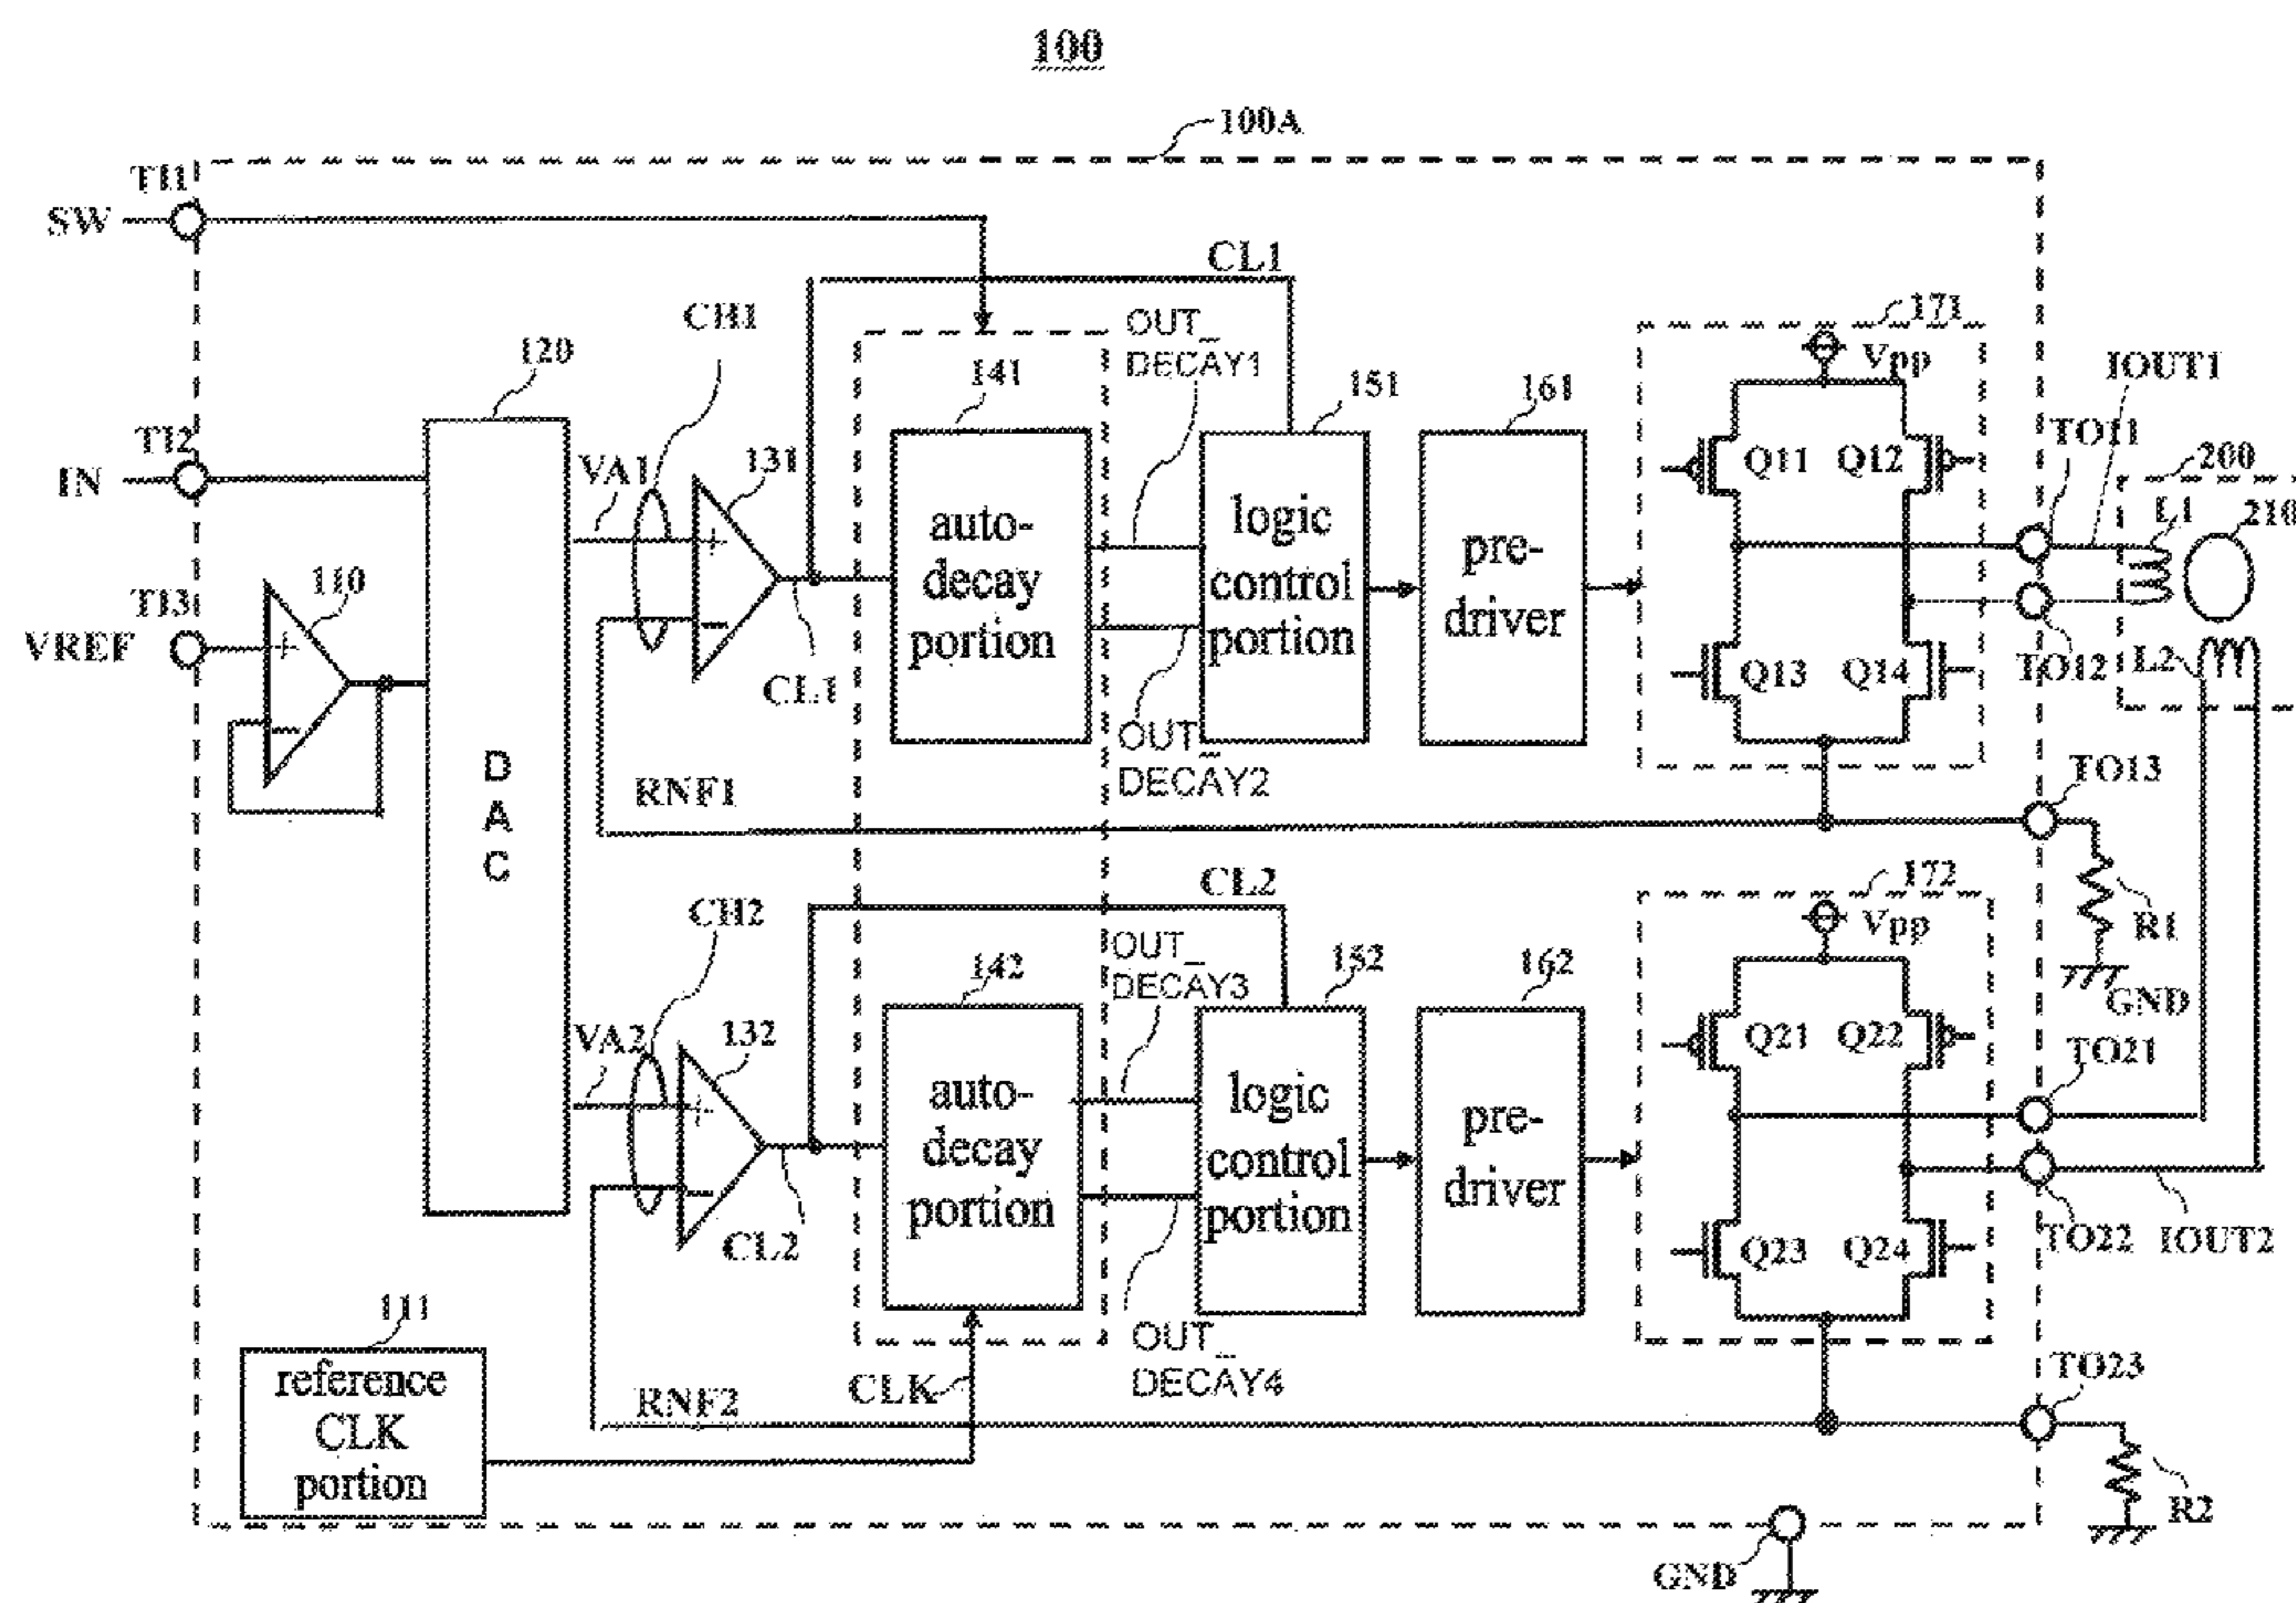 100
100A
TI1
SW
CL1
CH1
OUT_
DECAY1
171
Vpp
IOUT1
120
141
151
161
TO11
TI2
IN
VA1
131
Q11
Q12
200
L1
210
auto-
decay
portion
logic
control
portion
pre-
driver
TI3
VREF
110
CL1
Q13
Q14
TO12
L2
OUT_
DECAY2
D
A
C
RNF1
TO13
R1
GND
CL2
172
Vpp
CH2
OUT_
DECAY3
142
152
162
VA2
132
Q21
Q22
TO21
auto-
decay
portion
logic
control
portion
pre-
driver
CL2
Q23
Q24
TO22
IOUT2
111
reference
CLK
portion
CLK
OUT_
DECAY4
RNF2
TO23
R2
GND